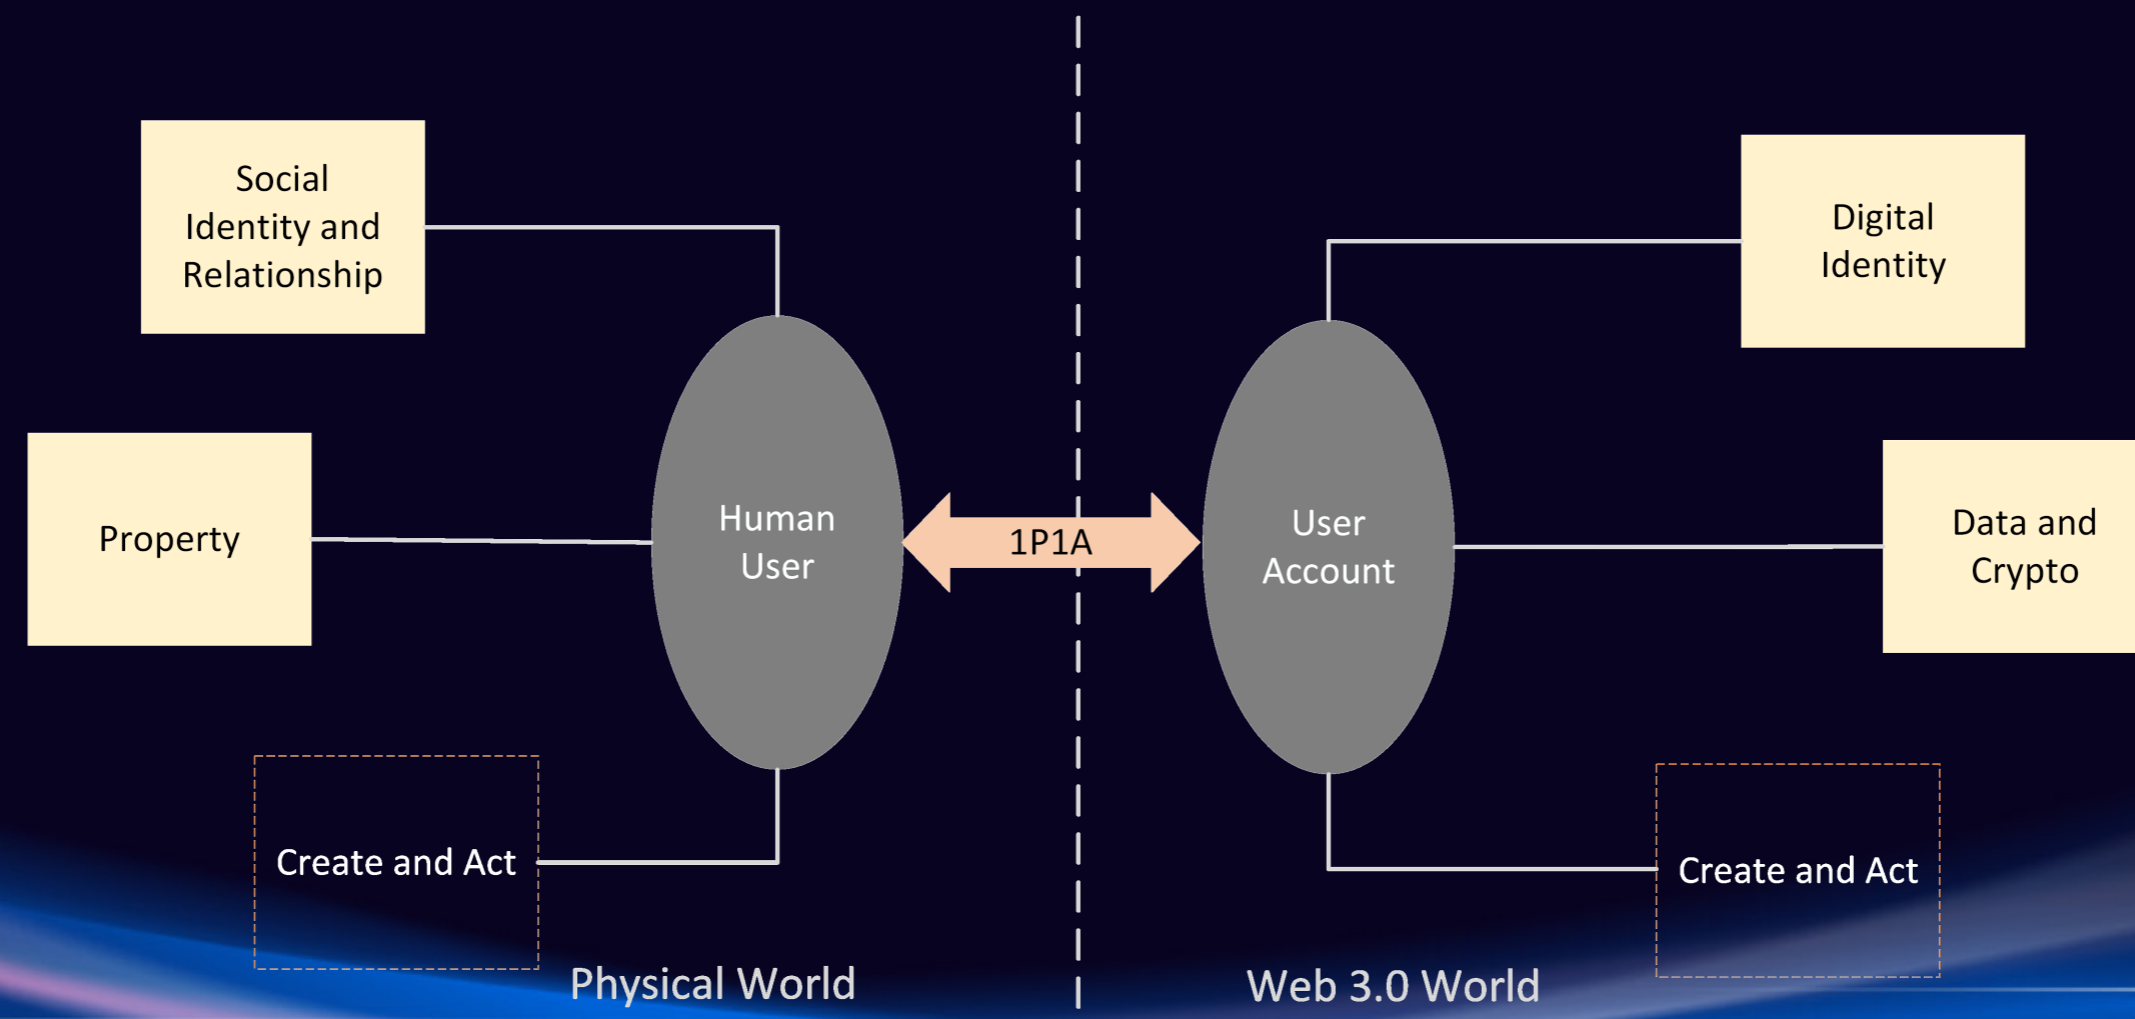 Social
Identity and
Relationship
Property
Create and Act
Human
User
Physical World
1P1A
User
Account
Digital
Identity
Data and
Crypto
Create and Act
Web 3.0 World